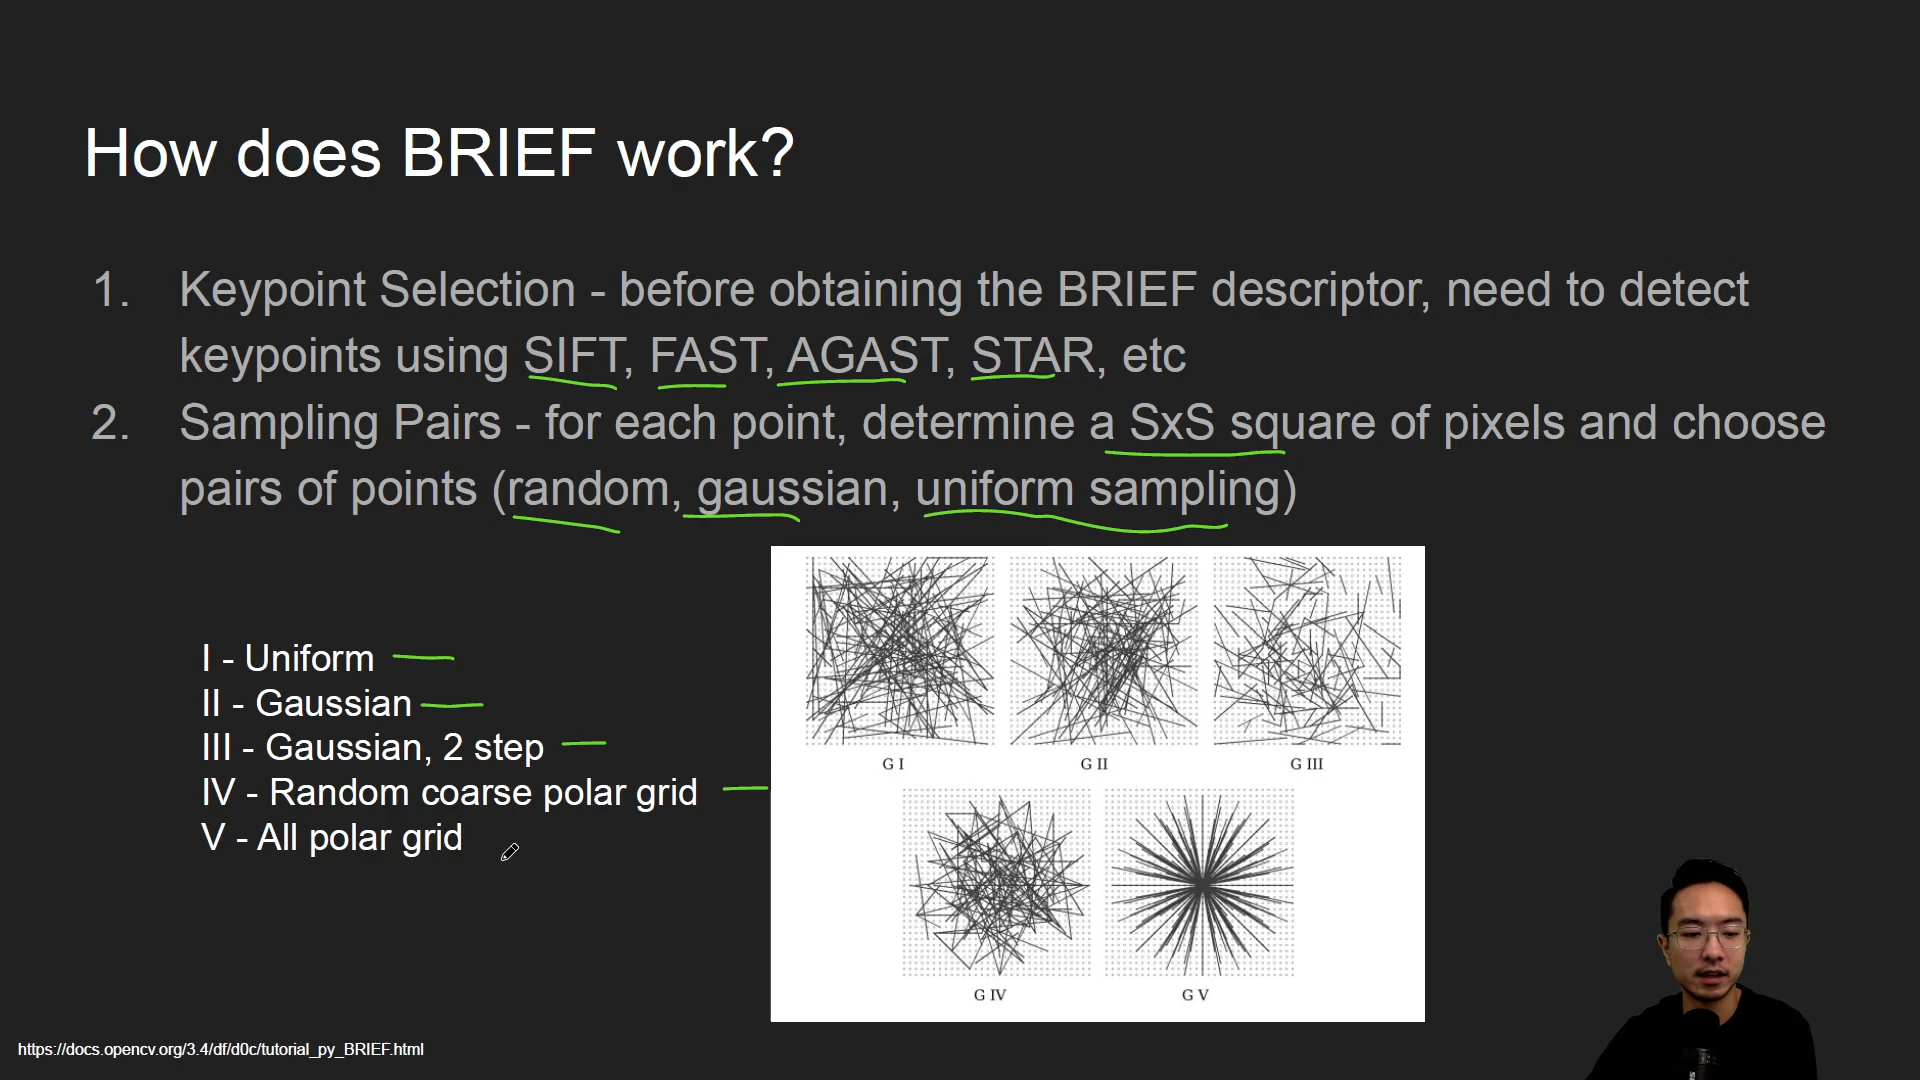 How does BRIEF work?
1. Keypoint Selection - before obtaining the BRIEF descriptor, need to detect
keypoints using SIFT, FAST, AGAST, STAR, etc
2. Sampling Pairs - for each point, determine a SxS square of pixels and choose
pairs of points (random, gaussian, uniform sampling)
I - Uniform
II - Gaussian
III - Gaussian, 2 step
IV - Random coarse polar grid
V - All polar grid
G I
G II
G III
G IV
G V
https://docs.opencv.org/3.4/df/d0c/tutorial_py_BRIEF.html